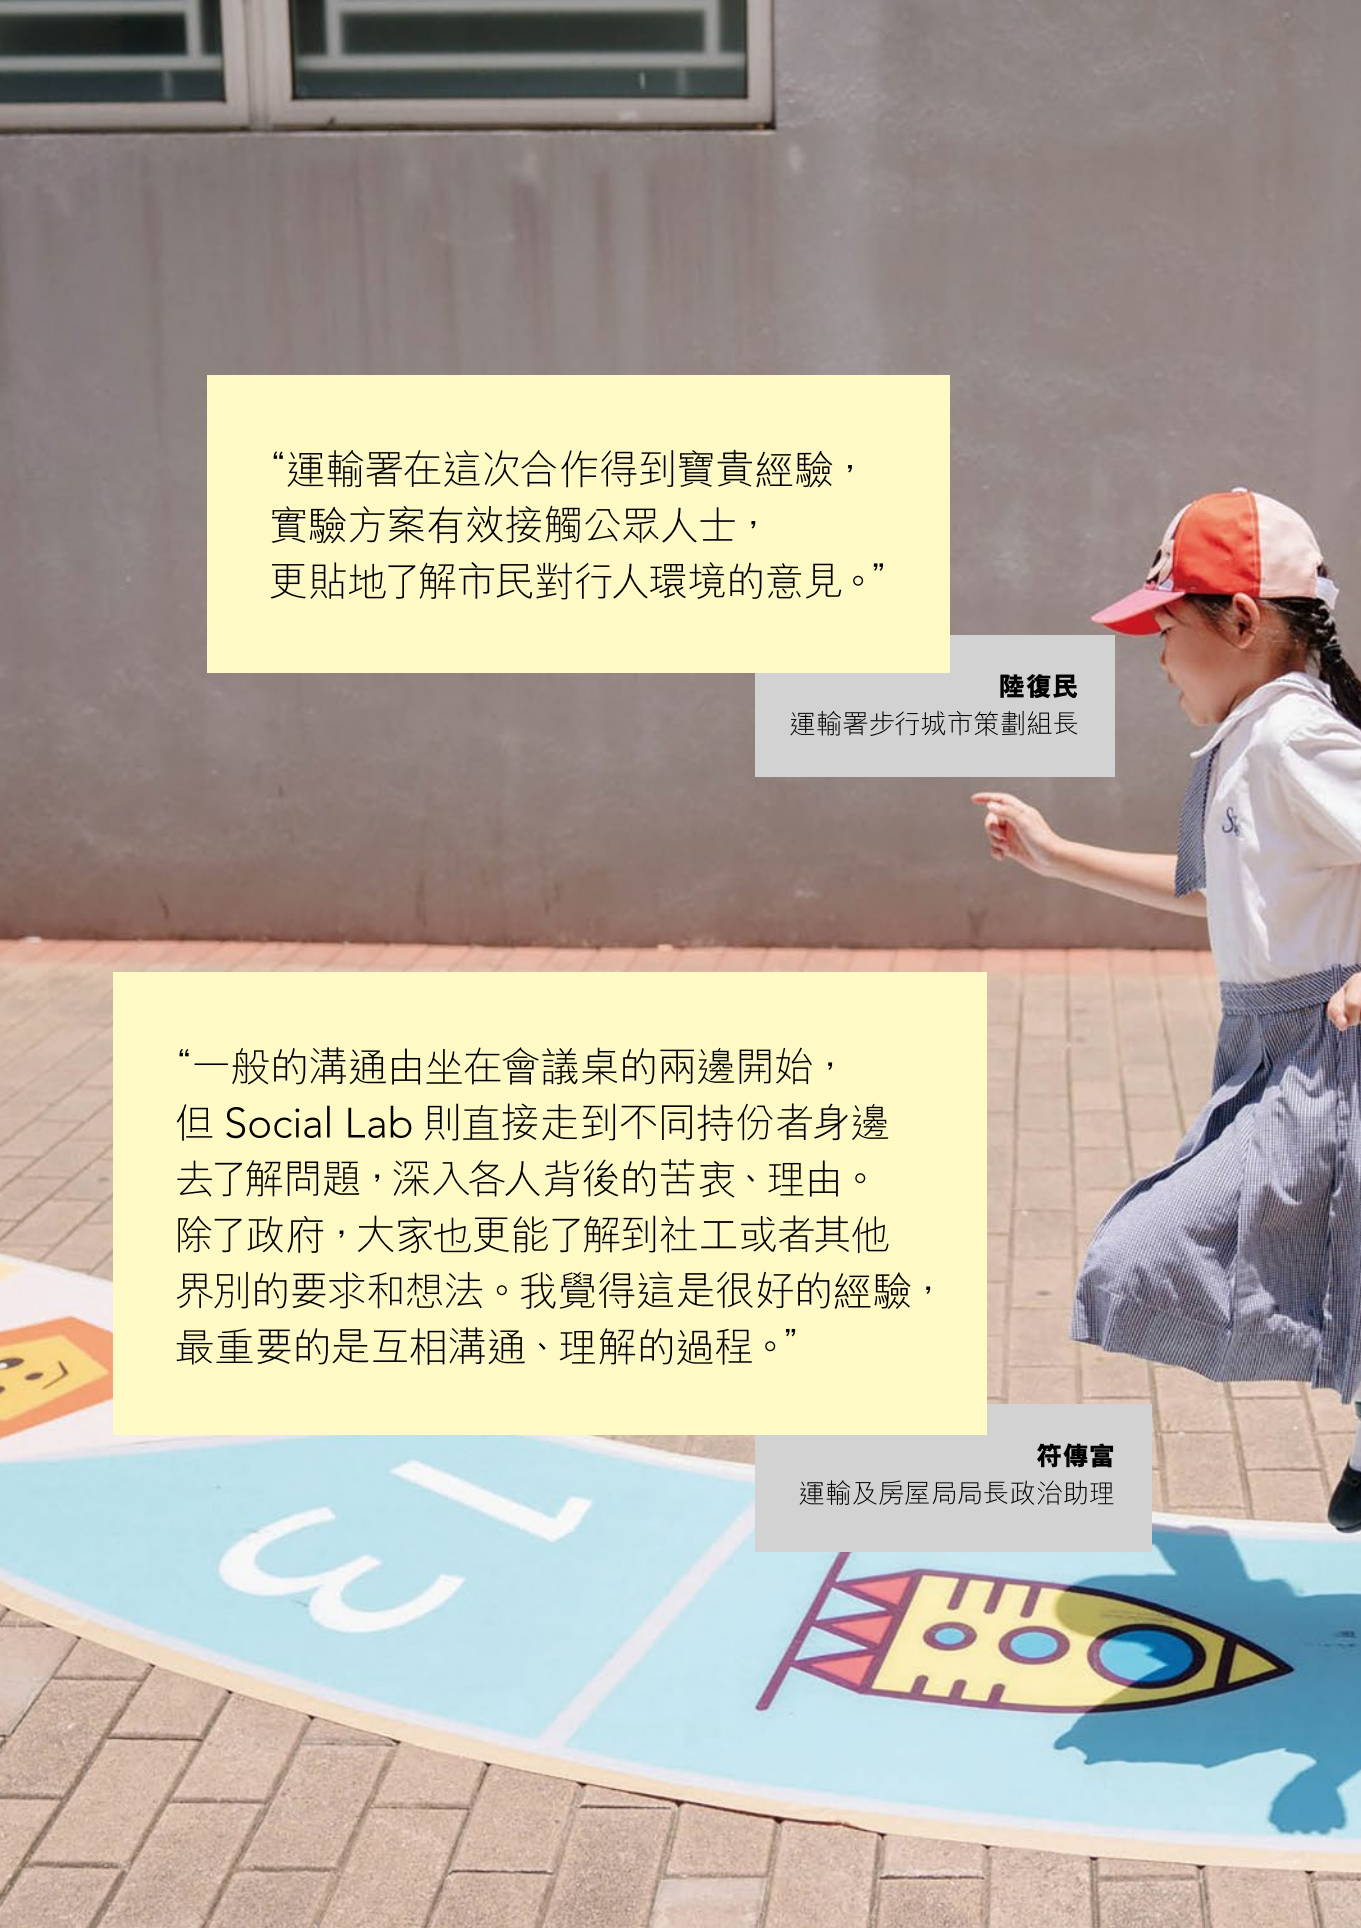 “運輸署在這次合作得到寶貴經驗，
實驗方案有效接觸公眾人士，
更貼地了解市民對行人環境的意見。”
陸復民
運輸署步行城市策劃組長
“一般的溝通由坐在會議桌的兩邊開始，
但 Social Lab 則直接走到不同持份者身邊
去了解問題，深入各人背後的苦衷、理由。
除了政府，大家也更能了解到社工或者其他
界別的要求和想法。我覺得這是很好的經驗，
最重要的是互相溝通、理解的過程。”
符傳富
運輸及房屋局局長政治助理
13